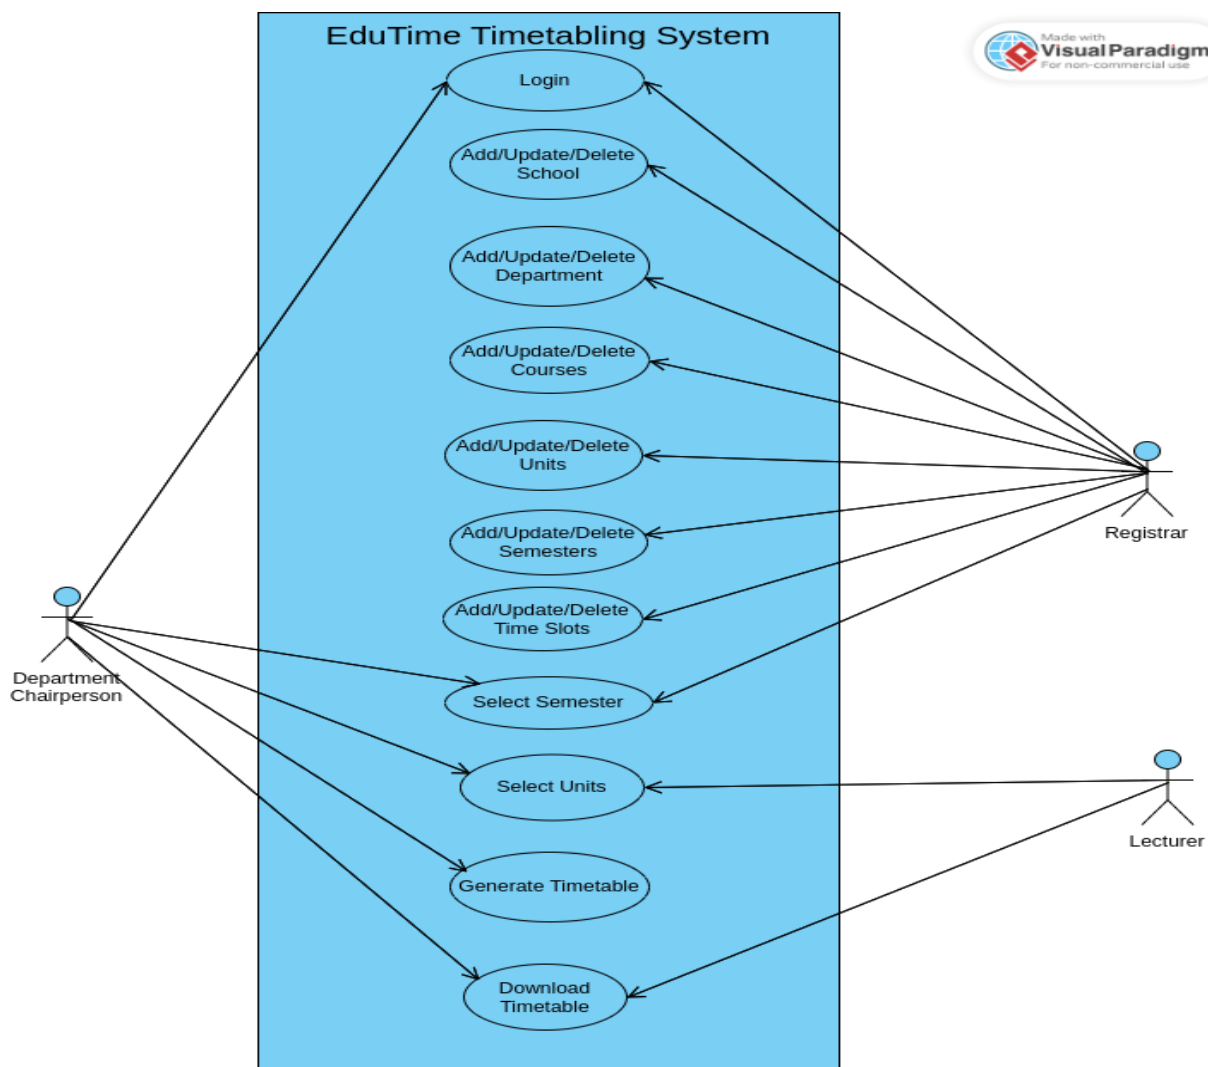 EduTime Timetabling System
Made with
Visual Paradigm
For non-commercial use
Login
Add/Update/Delete
School
Add/Update/Delete
Department
Add/Update/Delete
Courses
Add/Update/Delete
Units
Add/Update/Delete
Semesters
Registrar
Add/Update/Delete
Time Slots
Department
Chairperson
Select Semester
Select Units
Lecturer
Generate Timetable
Download
Timetable